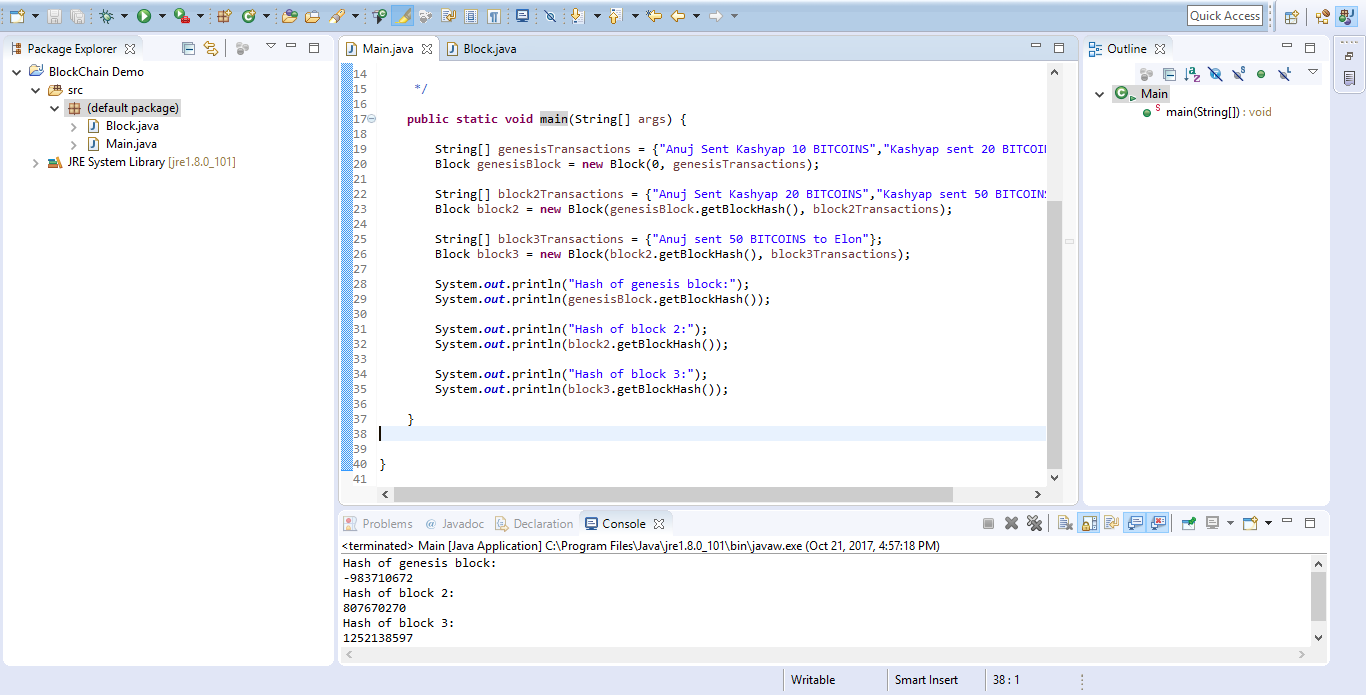 Quick Access
Package Explorer
BlockChain Demo
src
(default package)
Block.java
Main.java
JRE System Library [jre1.8.0_101]
Main.java
Block.java
14
15 */
16
17 public static void main(String[] args) {
18
19 String[] genesisTransactions = {"Anuj Sent Kashyap 10 BITCOINS","Kashyap sent 20 BITCOI
20 Block genesisBlock = new Block(0, genesisTransactions);
21
22 String[] block2Transactions = {"Anuj Sent Kashyap 20 BITCOINS","Kashyap sent 50 BITCOIN
23 Block block2 = new Block(genesisBlock.getBlockHash(), block2Transactions);
24
25 String[] block3Transactions = {"Anuj sent 50 BITCOINS to Elon"};
26 Block block3 = new Block(block2.getBlockHash(), block3Transactions);
27
28 System.out.println("Hash of genesis block:");
29 System.out.println(genesisBlock.getBlockHash());
30
31 System.out.println("Hash of block 2:");
32 System.out.println(block2.getBlockHash());
33
34 System.out.println("Hash of block 3:");
35 System.out.println(block3.getBlockHash());
36
37 }
38
39
40 }
41
Outline
Main
main(String[]) : void
Problems
Javadoc
Declaration
Console
<terminated> Main [Java Application] C:\Program Files\Java\jre1.8.0_101\bin\javaw.exe (Oct 21, 2017, 4:57:18 PM)
Hash of genesis block:
-983710672
Hash of block 2:
807670270
Hash of block 3:
1252138597
Writable
Smart Insert
38 : 1